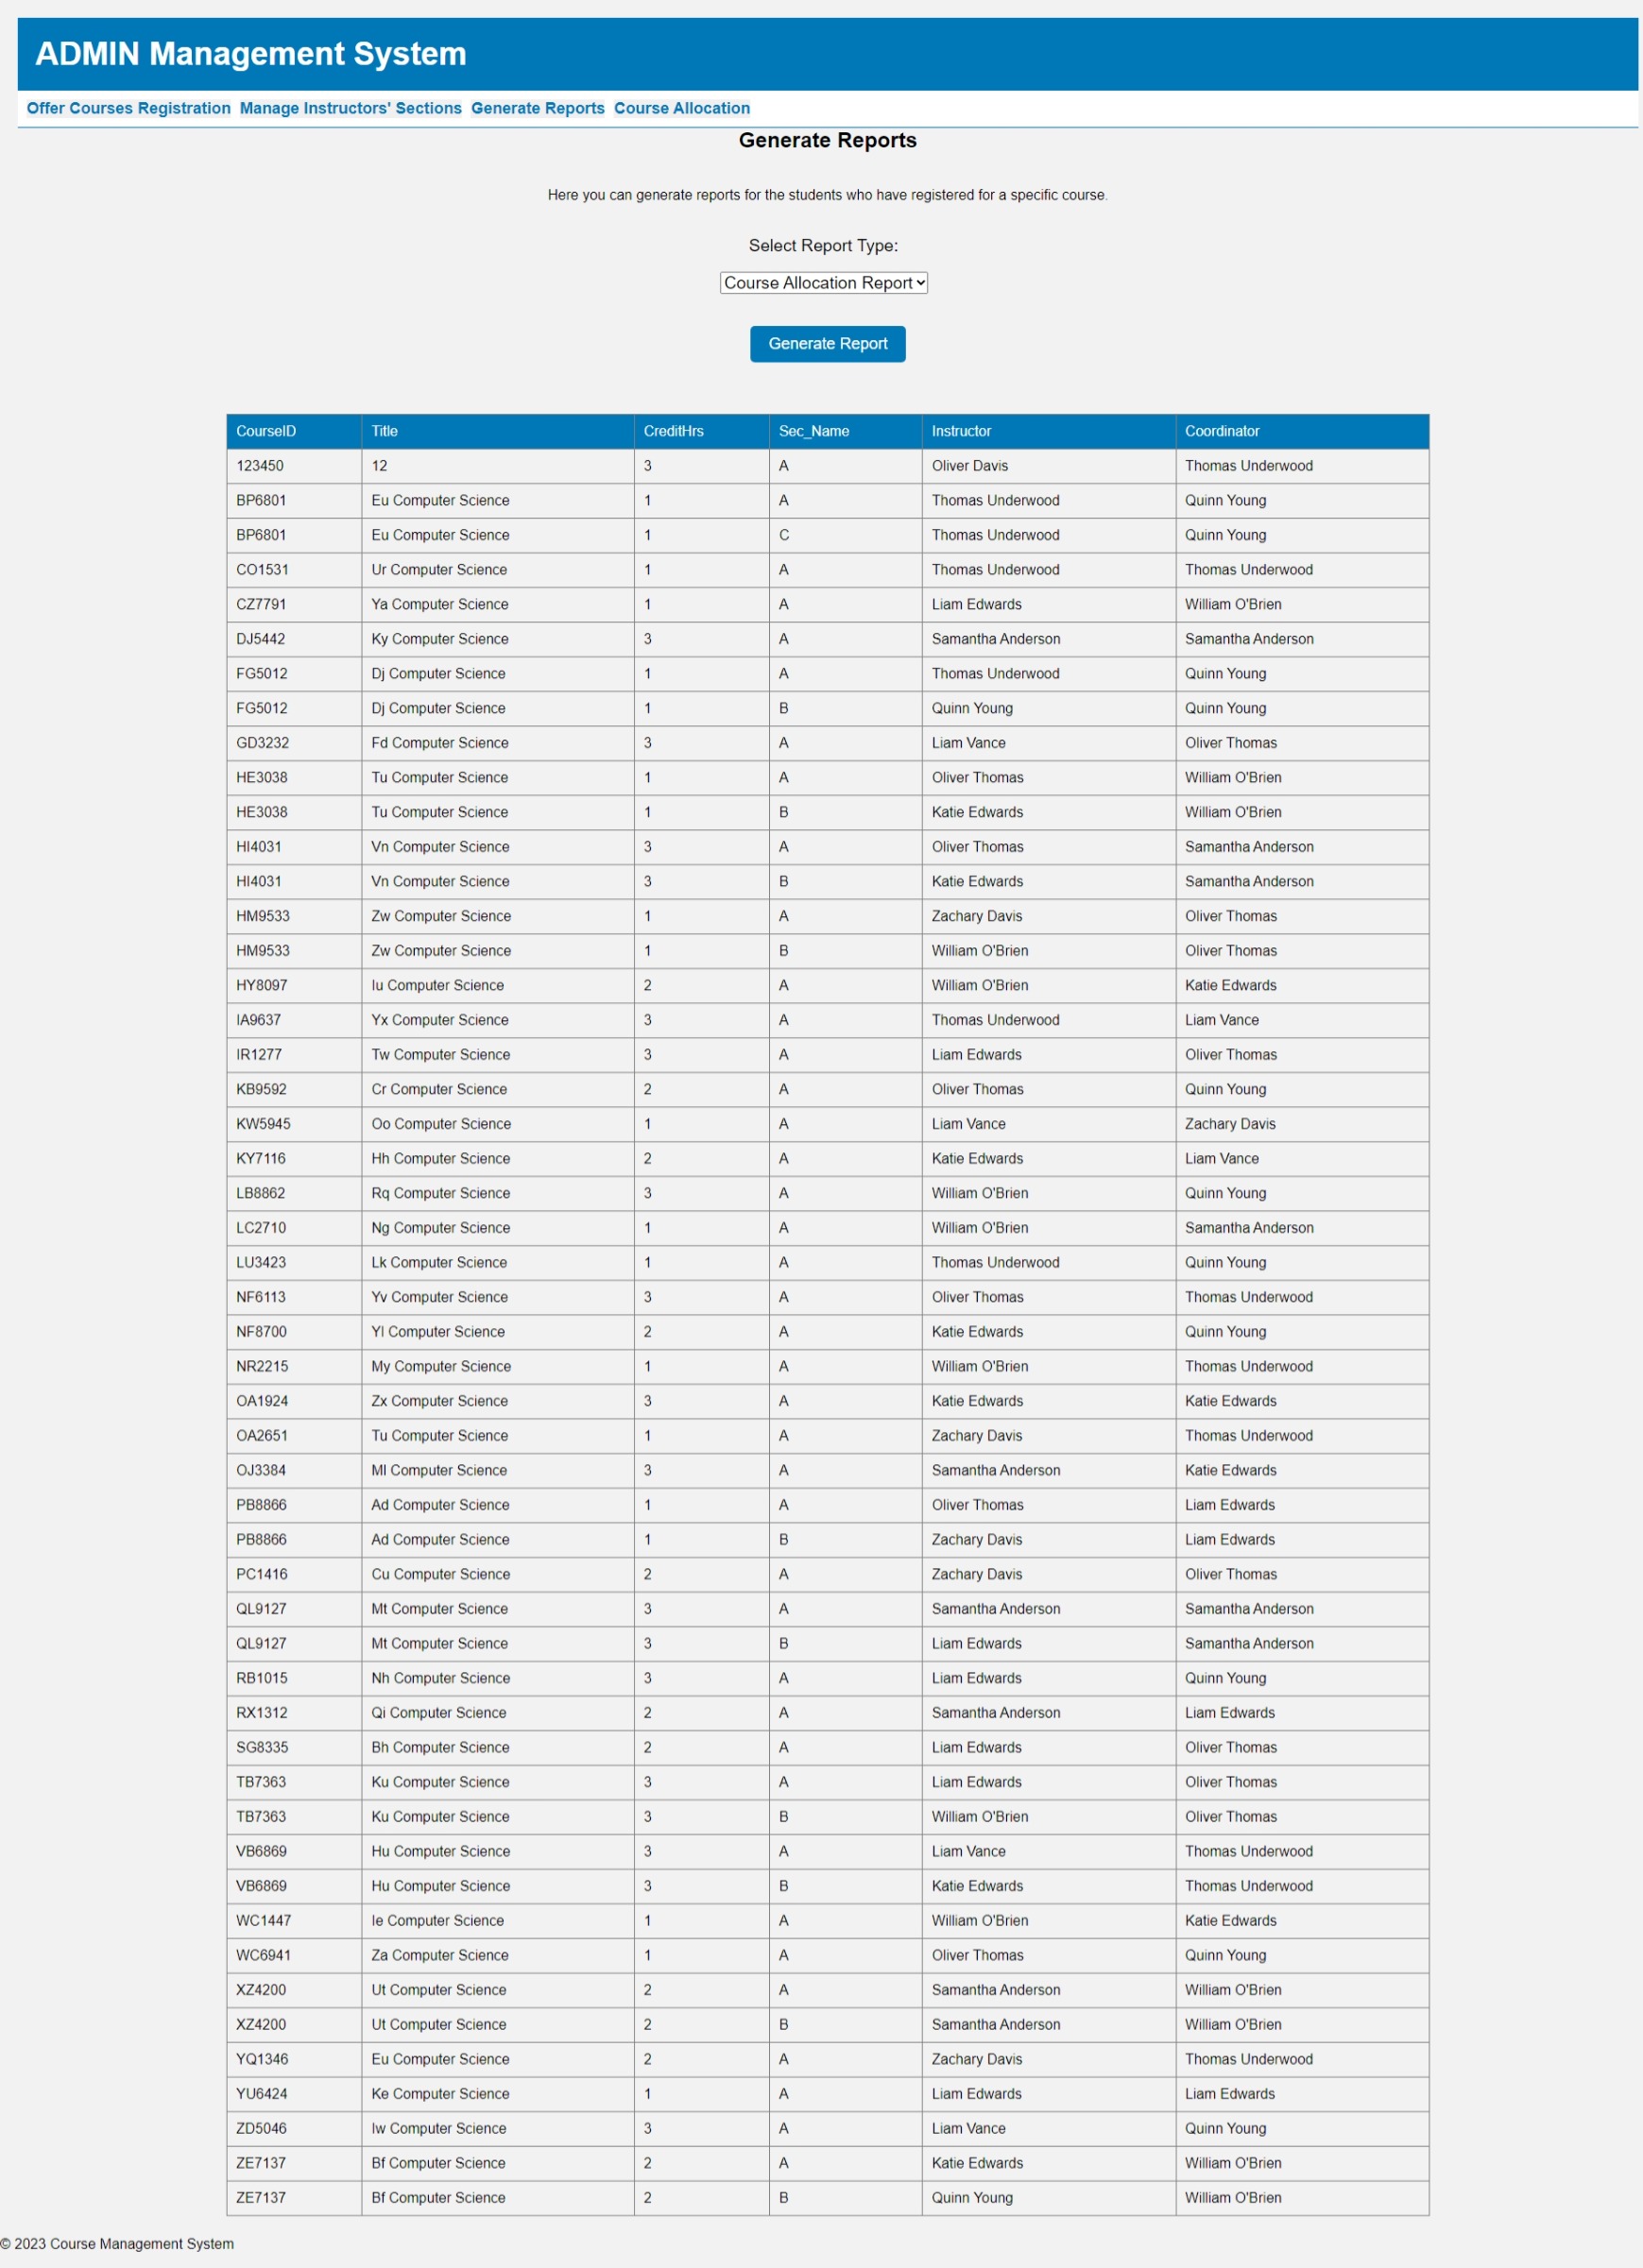 ADMIN Management System
Offer Courses Registration Manage Instructors' Sections Generate Reports Course Allocation
Generate Reports
Here you can generate reports for the students who have registered for a specific course.
Select Report Type:
Course Allocation Report
Generate Report
CourseID Title CreditHrs Sec_Name Instructor Coordinator
123450 12 3 A Oliver Davis Thomas Underwood
BP6801 Eu Computer Science 1 A Thomas Underwood Quinn Young
BP6801 Eu Computer Science 1 C Thomas Underwood Quinn Young
CO1531 Ur Computer Science 1 A Thomas Underwood Thomas Underwood
CZ7791 Ya Computer Science 1 A Liam Edwards William O'Brien
DJ5442 Ky Computer Science 3 A Samantha Anderson Samantha Anderson
FG5012 Dj Computer Science 1 A Thomas Underwood Quinn Young
FG5012 Dj Computer Science 1 B Quinn Young Quinn Young
GD3232 Fd Computer Science 3 A Liam Vance Oliver Thomas
HE3038 Tu Computer Science 1 A Oliver Thomas William O'Brien
HE3038 Tu Computer Science 1 B Katie Edwards William O'Brien
HI4031 Vn Computer Science 3 A Oliver Thomas Samantha Anderson
HI4031 Vn Computer Science 3 B Katie Edwards Samantha Anderson
HM9533 Zw Computer Science 1 A Zachary Davis Oliver Thomas
HM9533 Zw Computer Science 1 B William O'Brien Oliver Thomas
HY8097 Iu Computer Science 2 A William O'Brien Katie Edwards
IA9637 Yx Computer Science 3 A Thomas Underwood Liam Vance
IR1277 Tw Computer Science 3 A Liam Edwards Oliver Thomas
KB9592 Cr Computer Science 2 A Oliver Thomas Quinn Young
KW5945 Oo Computer Science 1 A Liam Vance Zachary Davis
KY7116 Hh Computer Science 2 A Katie Edwards Liam Vance
LB8862 Rq Computer Science 3 A William O'Brien Quinn Young
LC2710 Ng Computer Science 1 A William O'Brien Samantha Anderson
LU3423 Lk Computer Science 1 A Thomas Underwood Quinn Young
NF6113 Yv Computer Science 3 A Oliver Thomas Thomas Underwood
NF8700 Yl Computer Science 2 A Katie Edwards Quinn Young
NR2215 My Computer Science 1 A William O'Brien Thomas Underwood
OA1924 Zx Computer Science 3 A Katie Edwards Katie Edwards
OA2651 Tu Computer Science 1 A Zachary Davis Thomas Underwood
OJ3384 Ml Computer Science 3 A Samantha Anderson Katie Edwards
PB8866 Ad Computer Science 1 A Oliver Thomas Liam Edwards
PB8866 Ad Computer Science 1 B Zachary Davis Liam Edwards
PC1416 Cu Computer Science 2 A Zachary Davis Oliver Thomas
QL9127 Mt Computer Science 3 A Samantha Anderson Samantha Anderson
QL9127 Mt Computer Science 3 B Liam Edwards Samantha Anderson
RB1015 Nh Computer Science 3 A Liam Edwards Quinn Young
RX1312 Qi Computer Science 2 A Samantha Anderson Liam Edwards
SG8335 Bh Computer Science 2 A Liam Edwards Oliver Thomas
TB7363 Ku Computer Science 3 A Liam Edwards Oliver Thomas
TB7363 Ku Computer Science 3 B William O'Brien Oliver Thomas
VB6869 Hu Computer Science 3 A Liam Vance Thomas Underwood
VB6869 Hu Computer Science 3 B Katie Edwards Thomas Underwood
WC1447 Ie Computer Science 1 A William O'Brien Katie Edwards
WC6941 Za Computer Science 1 A Oliver Thomas Quinn Young
XZ4200 Ut Computer Science 2 A Samantha Anderson William O'Brien
XZ4200 Ut Computer Science 2 B Samantha Anderson William O'Brien
YQ1346 Eu Computer Science 2 A Zachary Davis Thomas Underwood
YU6424 Ke Computer Science 1 A Liam Edwards Liam Edwards
ZD5046 Iw Computer Science 3 A Liam Vance Quinn Young
ZE7137 Bf Computer Science 2 A Katie Edwards William O'Brien
ZE7137 Bf Computer Science 2 B Quinn Young William O'Brien
© 2023 Course Management System